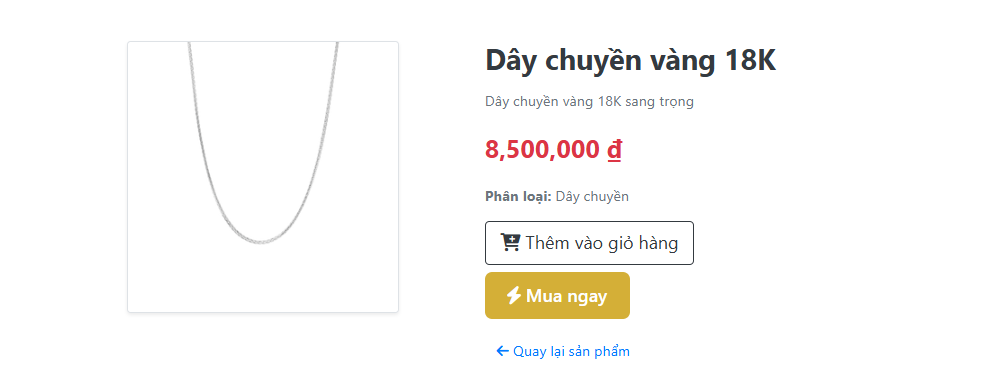 Dây chuyền vàng 18K
Dây chuyền vàng 18K sang trọng
8,500,000 ₫
Phân loại: Dây chuyền
Thêm vào giỏ hàng
Mua ngay
← Quay lại sản phẩm